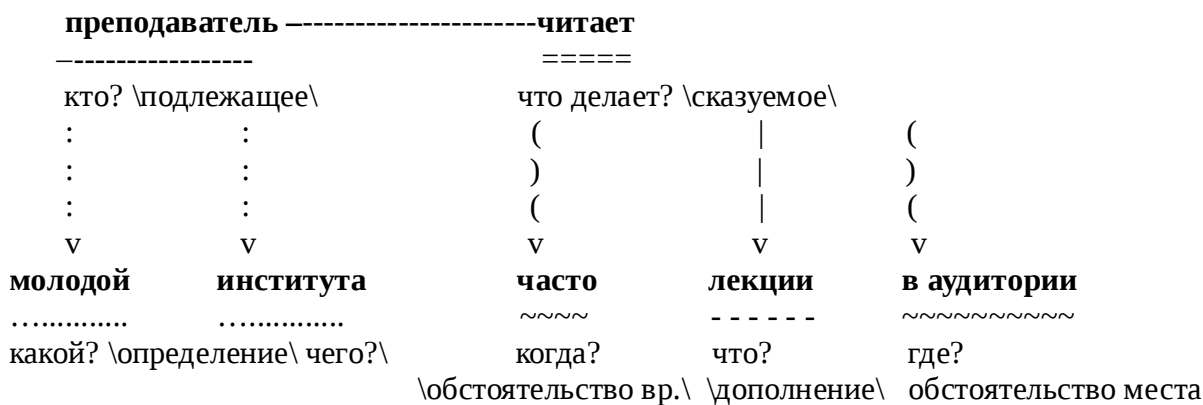 преподаватель –----------------------читает
–----------------- =====
кто? \подлежащее\ что делает? \сказуемое\
: : ( | (
: : ) | )
: : ( | (
v v v v v
молодой института часто лекции в аудитории
….......... ….......... ~~~~ - - - - - - ~~~~~~~~~~
какой? \определение\ чего?\ когда? что? где?
\обстоятельство вр.\ \дополнение\ обстоятельство места